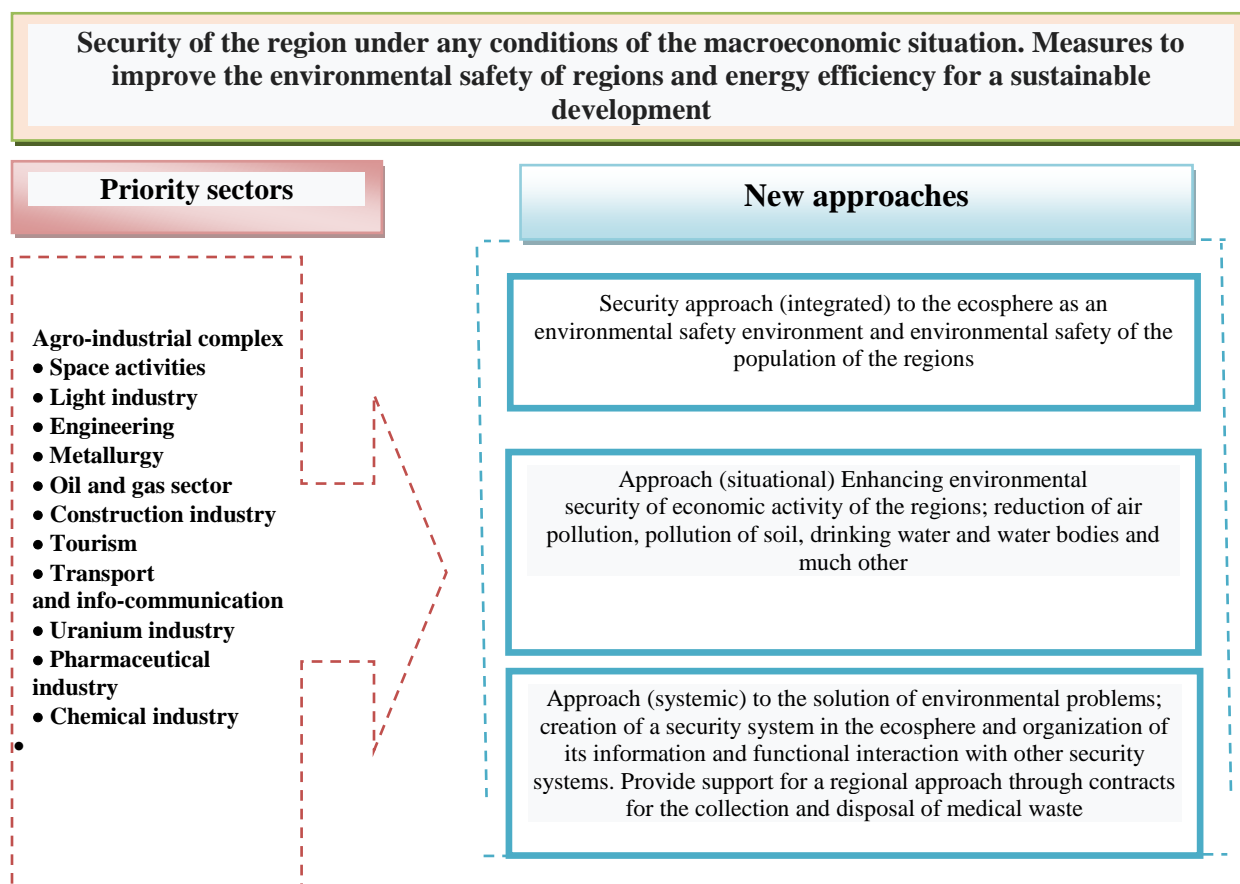 Security of the region under any conditions of the macroeconomic situation. Measures to
improve the environmental safety of regions and energy efficiency for a sustainable
development
Priority sectors
Agro-industrial complex
• Space activities
• Light industry
• Engineering
• Metallurgy
• Oil and gas sector
• Construction industry
• Tourism
• Transport
and info-communication
• Uranium industry
• Pharmaceutical
industry
• Chemical industry
•
New approaches
Security approach (integrated) to the ecosphere as an
environmental safety environment and environmental safety of the
population of the regions
Approach (situational) Enhancing environmental
security of economic activity of the regions; reduction of air
pollution, pollution of soil, drinking water and water bodies and
much other
Approach (systemic) to the solution of environmental problems;
creation of a security system in the ecosphere and organization of
its information and functional interaction with other security
systems. Provide support for a regional approach through contracts
for the collection and disposal of medical waste